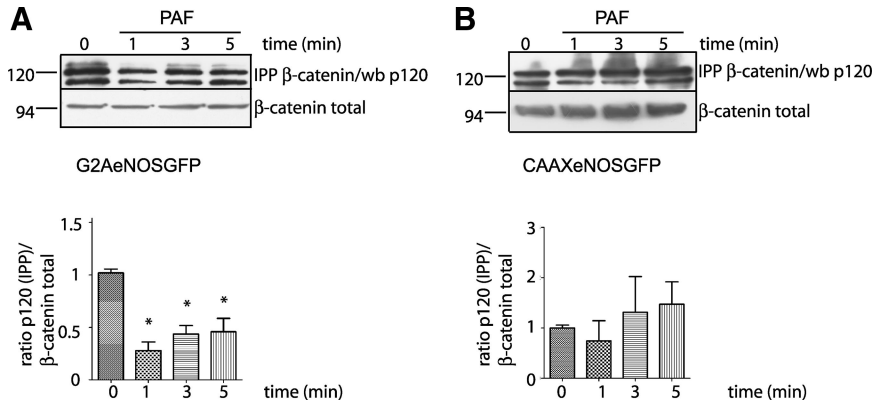 A
PAF
0 1 3 5 time (min)
120 IPP β-catenin/wb p120
94 β-catenin total
G2AeNOSGFP
ratio p120 (IPP)/
β-catenin total
1.5
1
0.5
0
* * *
0 1 3 5 time (min)
B
PAF
0 1 3 5 time (min)
120 IPP β-catenin/wb p120
94 β-catenin total
CAAXeNOSGFP
ratio p120 (IPP)/
β-catenin total
3
2
1
0
0 1 3 5 time (min)